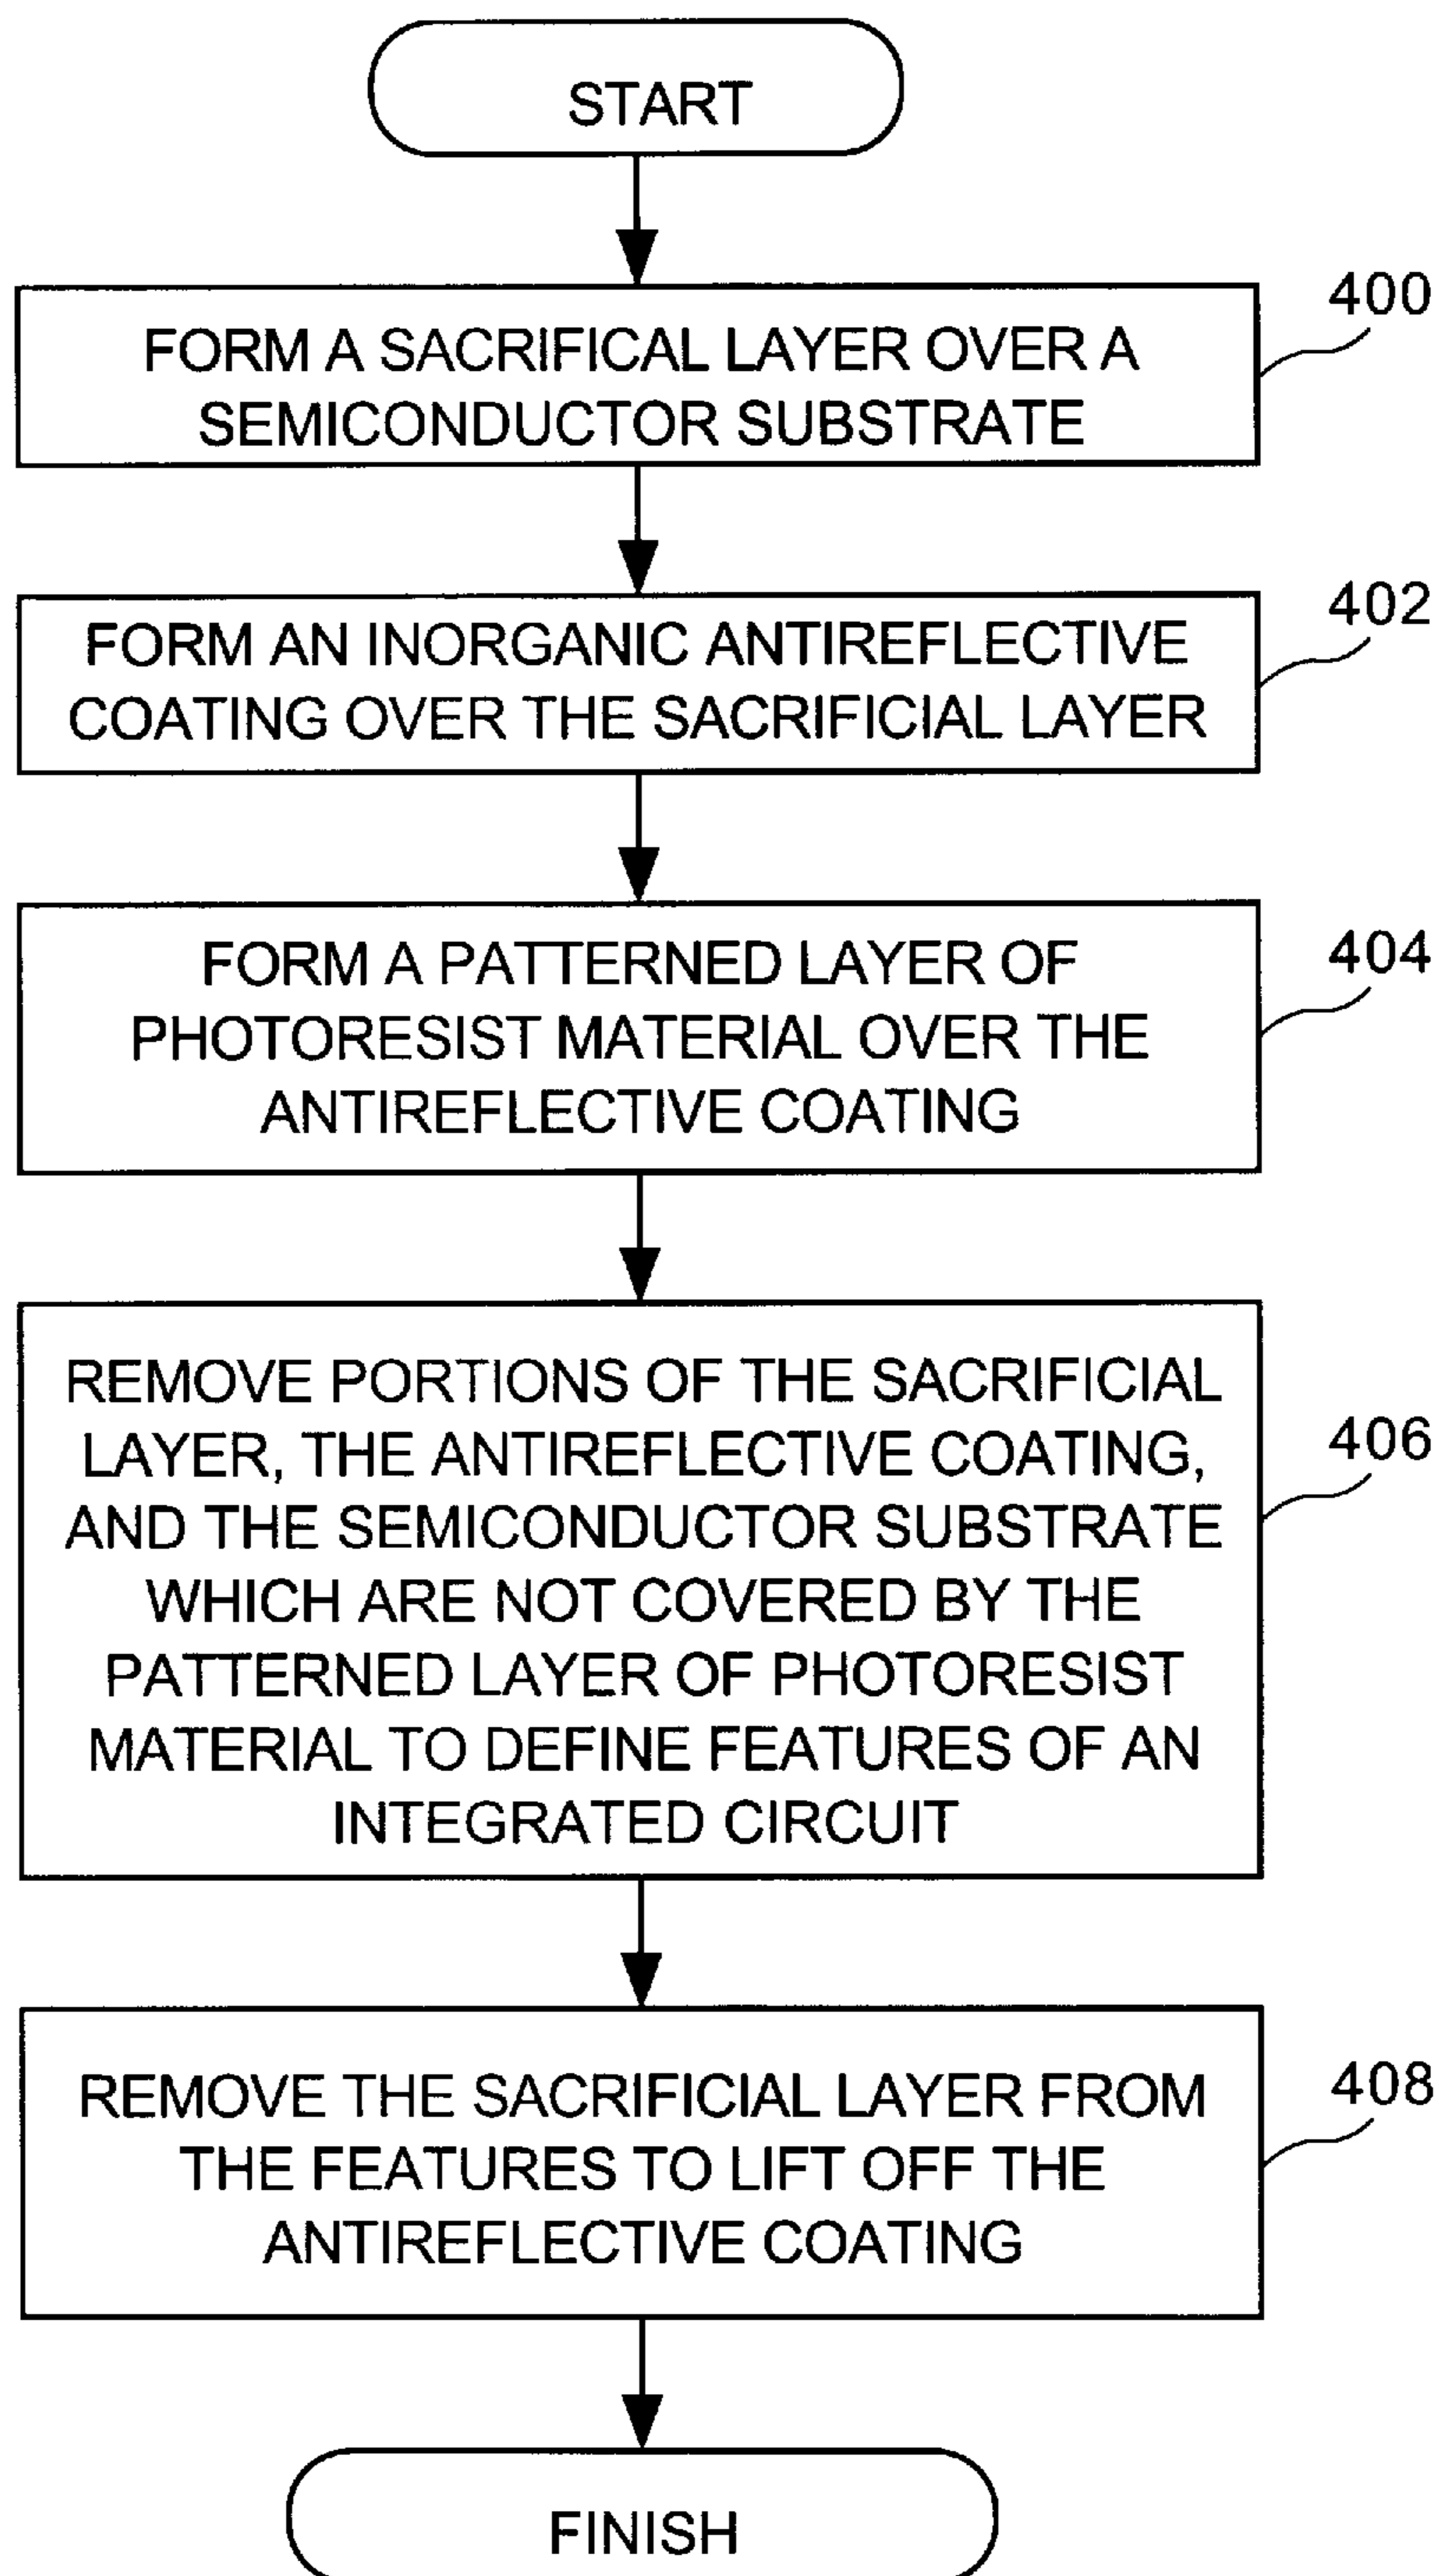 START
FORM A SACRIFICAL LAYER OVER A
SEMICONDUCTOR SUBSTRATE
400
FORM AN INORGANIC ANTIREFLECTIVE
COATING OVER THE SACRIFICIAL LAYER
402
FORM A PATTERNED LAYER OF
PHOTORESIST MATERIAL OVER THE
ANTIREFLECTIVE COATING
404
REMOVE PORTIONS OF THE SACRIFICIAL
LAYER, THE ANTIREFLECTIVE COATING,
AND THE SEMICONDUCTOR SUBSTRATE
WHICH ARE NOT COVERED BY THE
PATTERNED LAYER OF PHOTORESIST
MATERIAL TO DEFINE FEATURES OF AN
INTEGRATED CIRCUIT
406
REMOVE THE SACRIFICIAL LAYER FROM
THE FEATURES TO LIFT OFF THE
ANTIREFLECTIVE COATING
408
FINISH